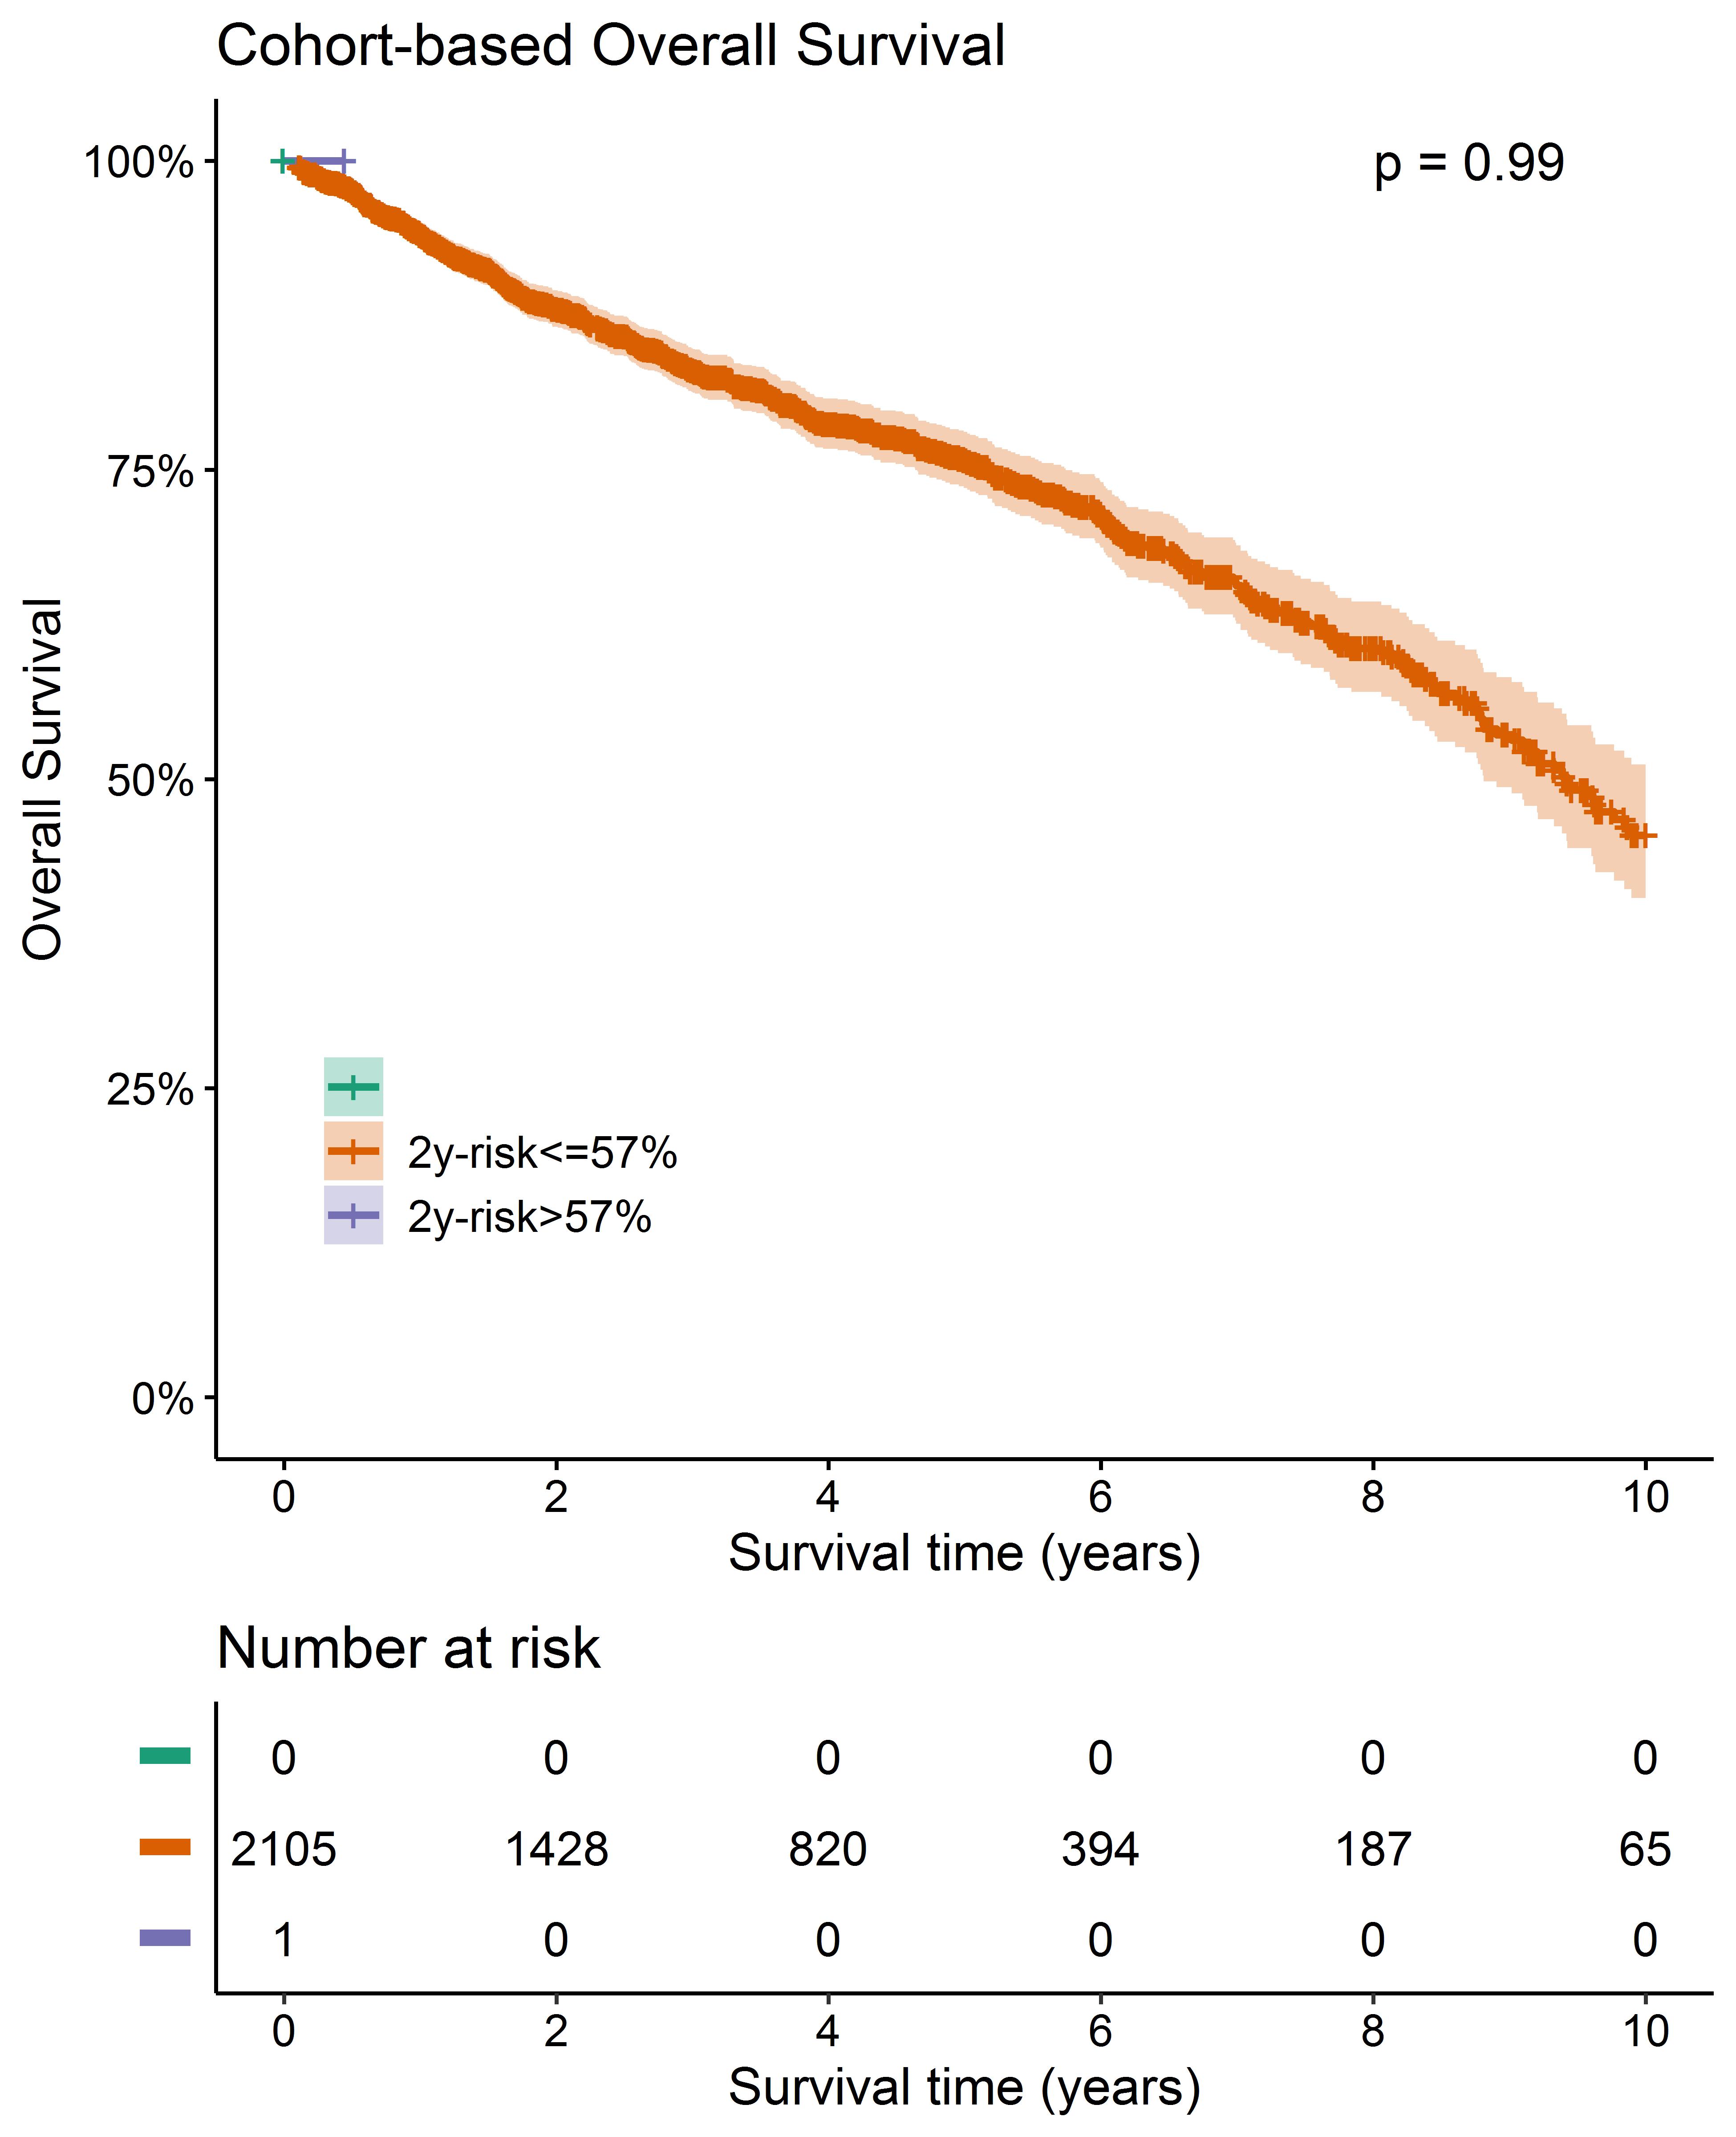 Cohort-based Overall Survival
p = 0.99
100%
75%
50%
25%
0%
Overall Survival
2y-risk<=57%
2y-risk>57%
0 2 4 6 8 10
Survival time (years)
Number at risk
0 0 0 0 0 0
2105 1428 820 394 187 65
1 0 0 0 0 0
0 2 4 6 8 10
Survival time (years)